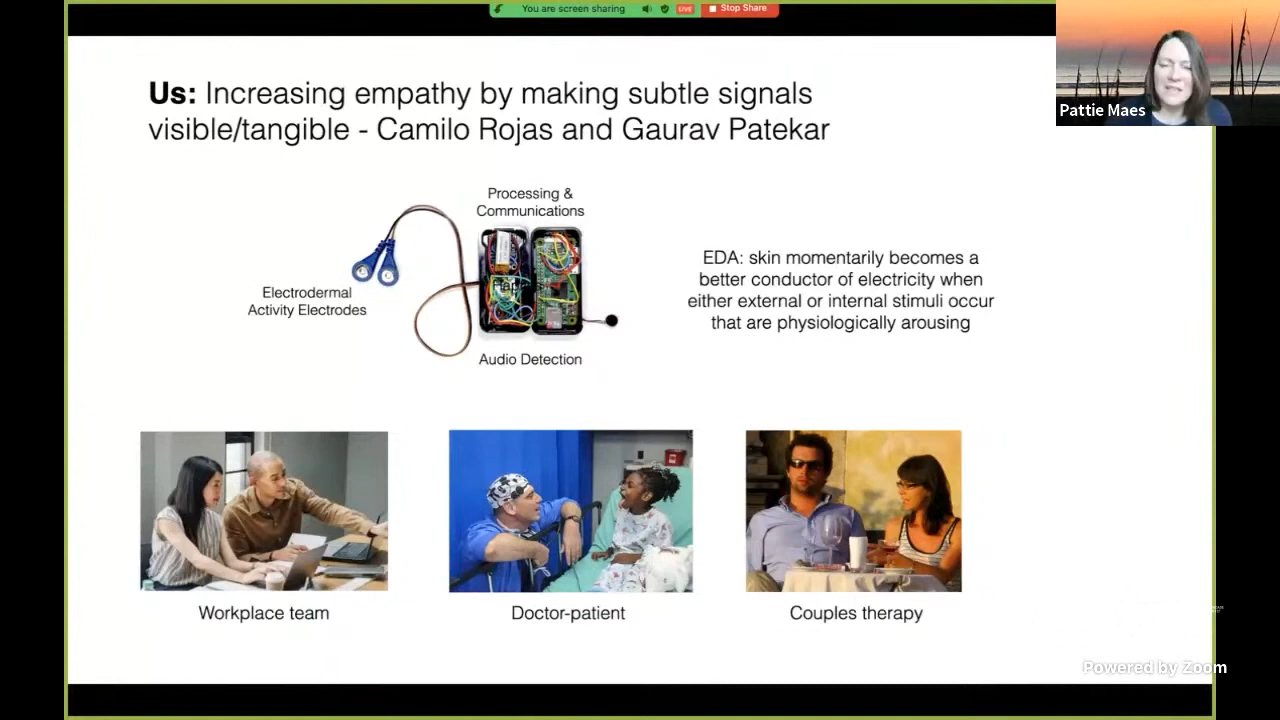 You are screen sharing
LIVE
Stop Share
Pattie Maes
Us: Increasing empathy by making subtle signals
visible/tangible - Camilo Rojas and Gaurav Patekar
Processing &
Communications
Electrodermal
Activity Electrodes
Audio Detection
EDA: skin momentarily becomes a
better conductor of electricity when
either external or internal stimuli occur
that are physiologically arousing
Workplace team
Doctor-patient
Couples therapy
Powered by Zoom